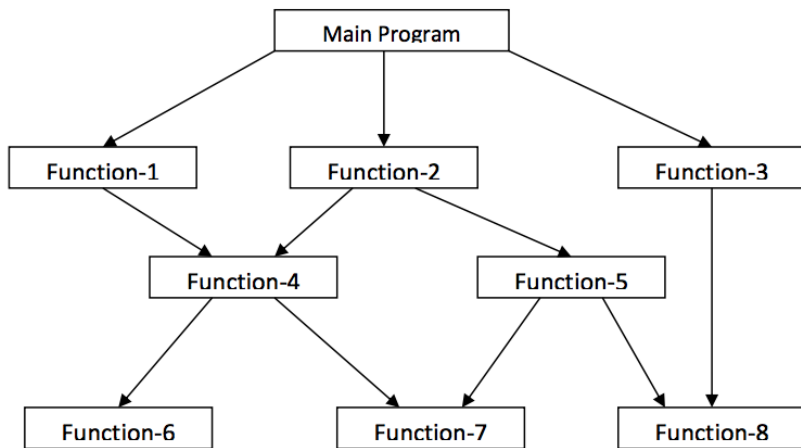 Main Program
Function-1
Function-2
Function-3
Function-4
Function-5
Function-6
Function-7
Function-8